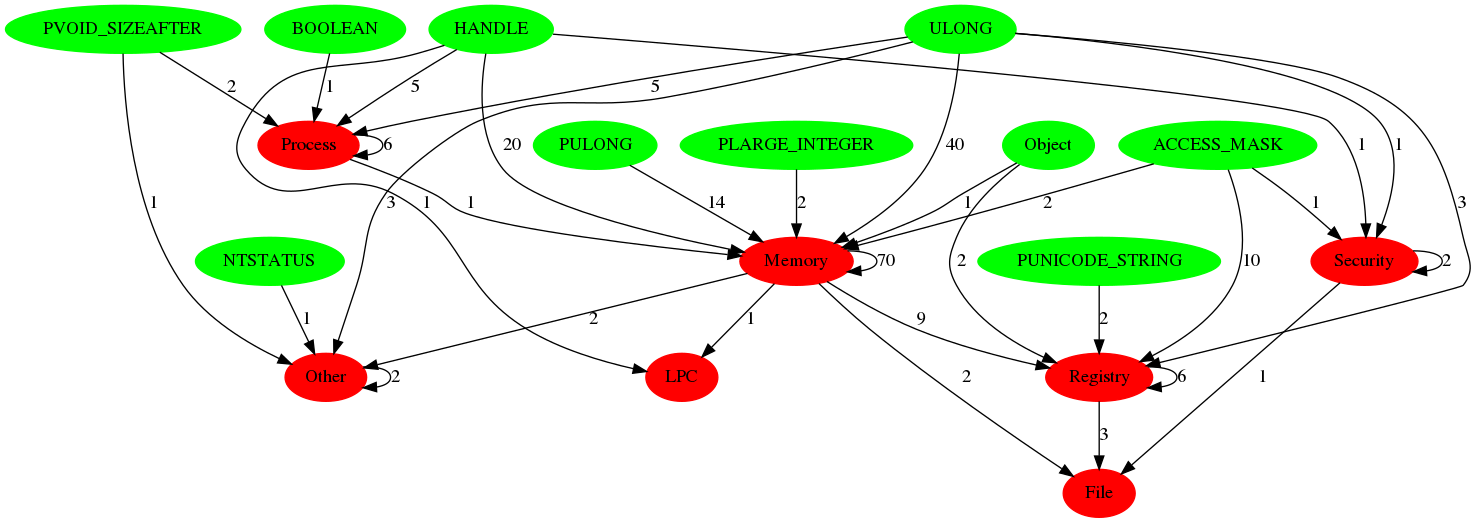 PVOID_SIZEAFTER BOOLEAN HANDLE ULONG
2 1 5 5
Process 6 20 PULONG 14 PLARGE_INTEGER 2 40 Object ACCESS_MASK 1 1
1 3 1 1 14 2 1 2 1 3
NTSTATUS Memory 70 2 PUNICODE_STRING 10 Security 2
1 2 1 9 2
Other 2 LPC 2 Registry 6 1
3
File